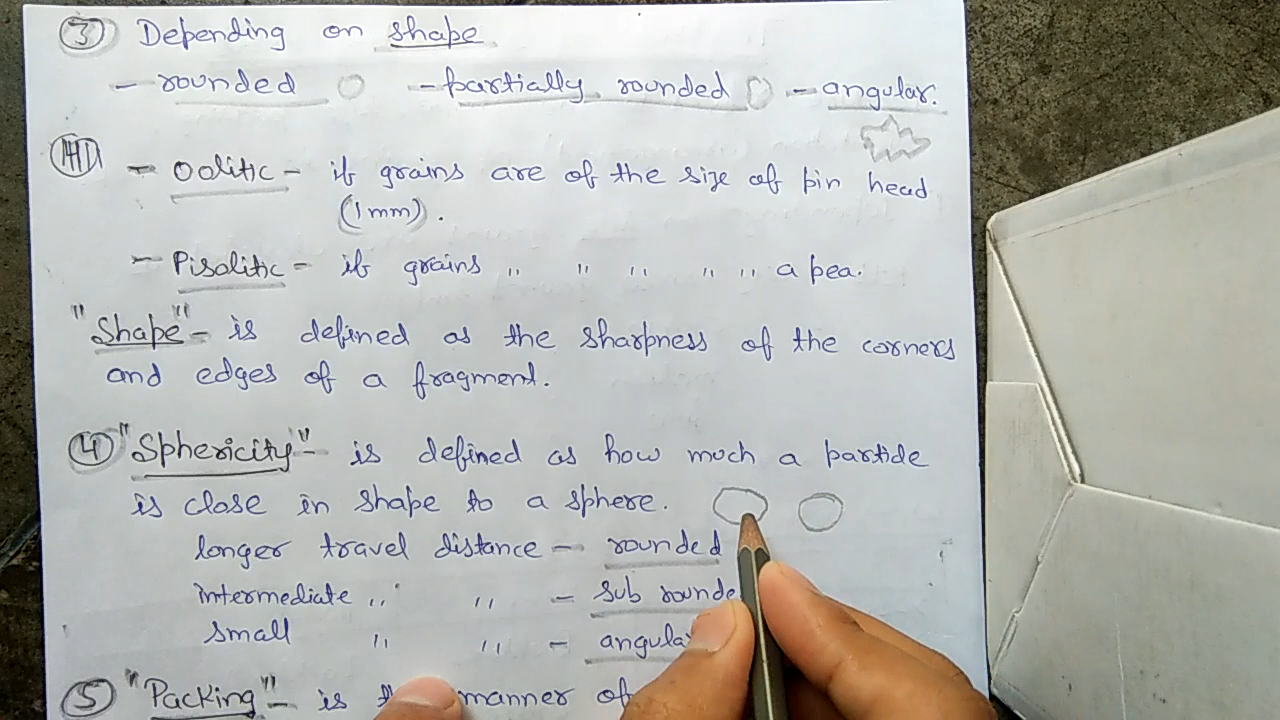 ③ Depending on shape
- rounded - partially rounded - angular.
- Oolitic - if grains are of the size of pin head
(1mm).
- Pisolitic - if grains " " " " " a pea.
"Shape" - is defined as the sharpness of the corners
and edges of a fragment.
④ "Sphericity" - is defined as how much a particle
is close in shape to a sphere.
longer travel distance - rounded
intermediate " " - sub rounde
small " " - angula
⑤ "Packing" - is manner of